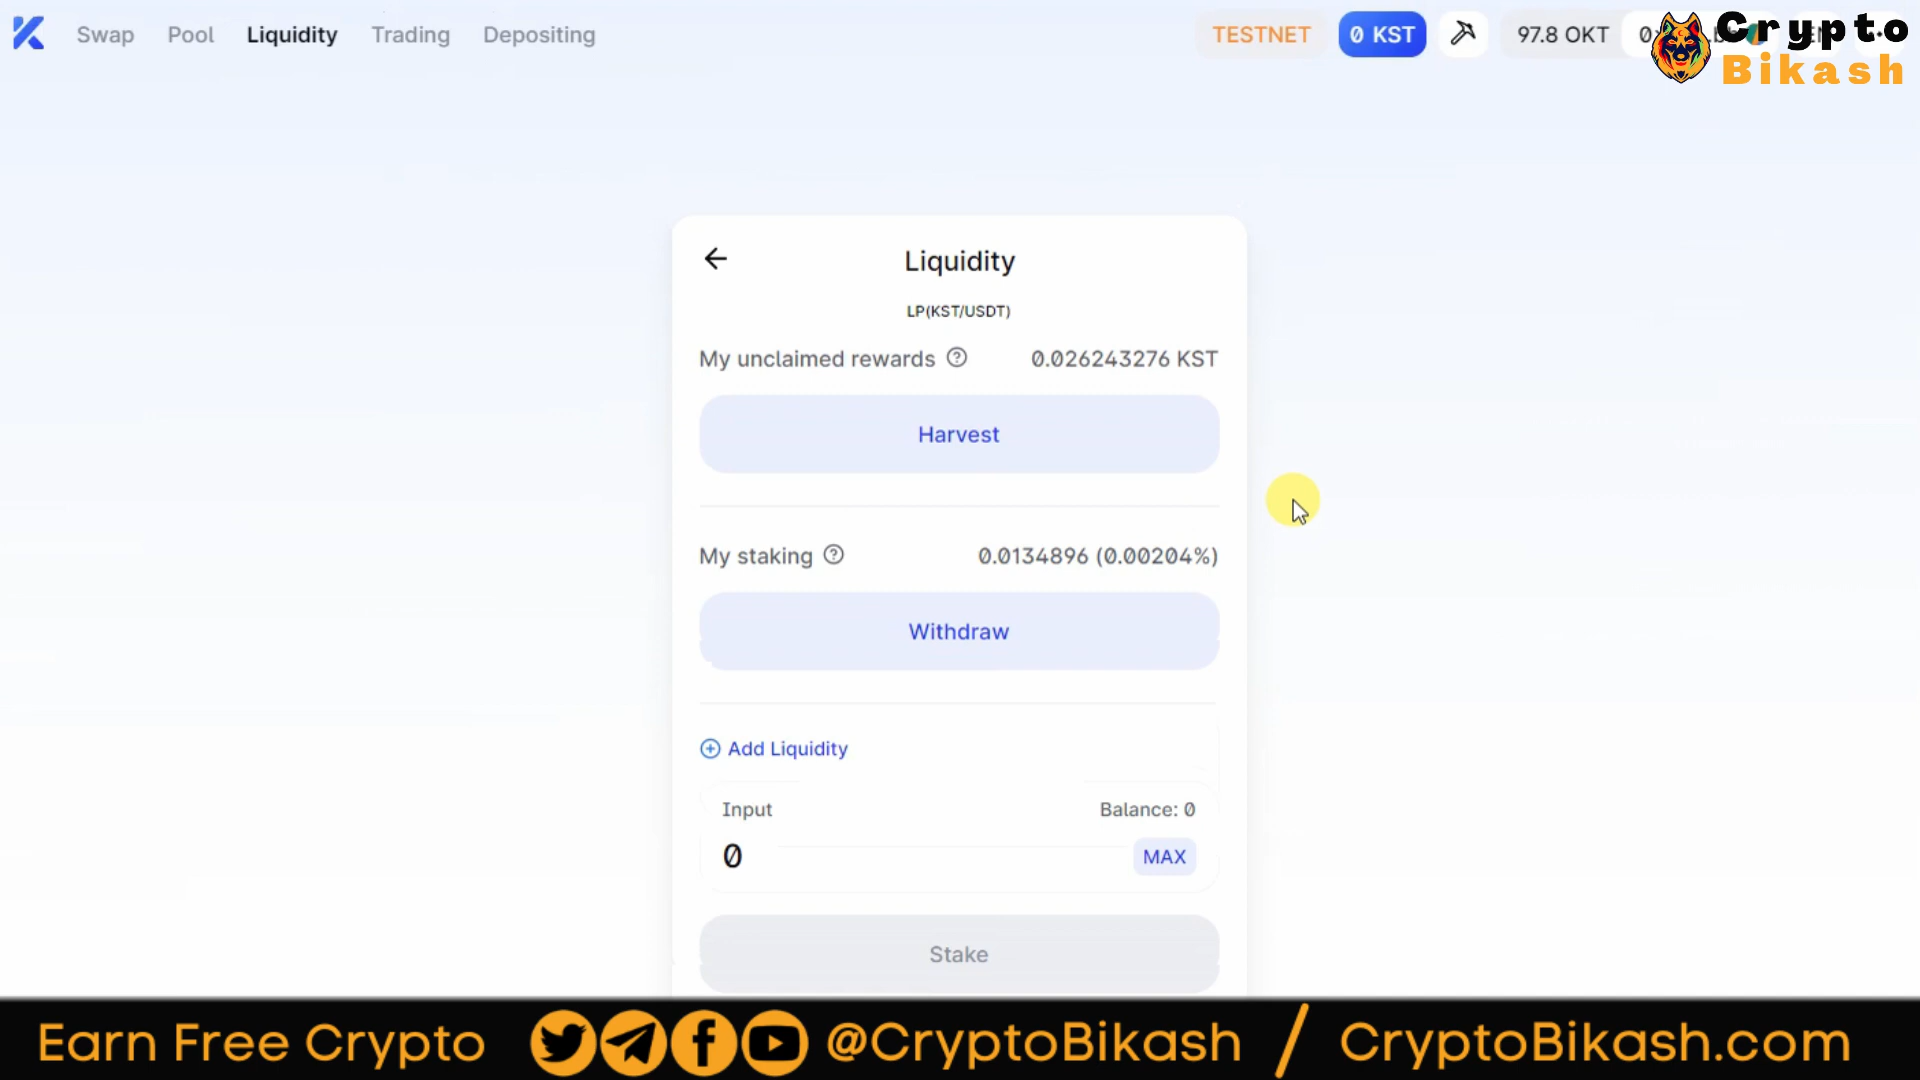 Swap Pool Liquidity Trading Depositing TESTNET 0 KST 97.8 OKT
Crypto
Bikash
Liquidity
LP(KST/USDT)
My unclaimed rewards 0.026243276 KST
Harvest
My staking 0.0134896 (0.00204%)
Withdraw
Add Liquidity
Input Balance: 0
0 MAX
Stake
Earn Free Crypto @CryptoBikash / CryptoBikash.com